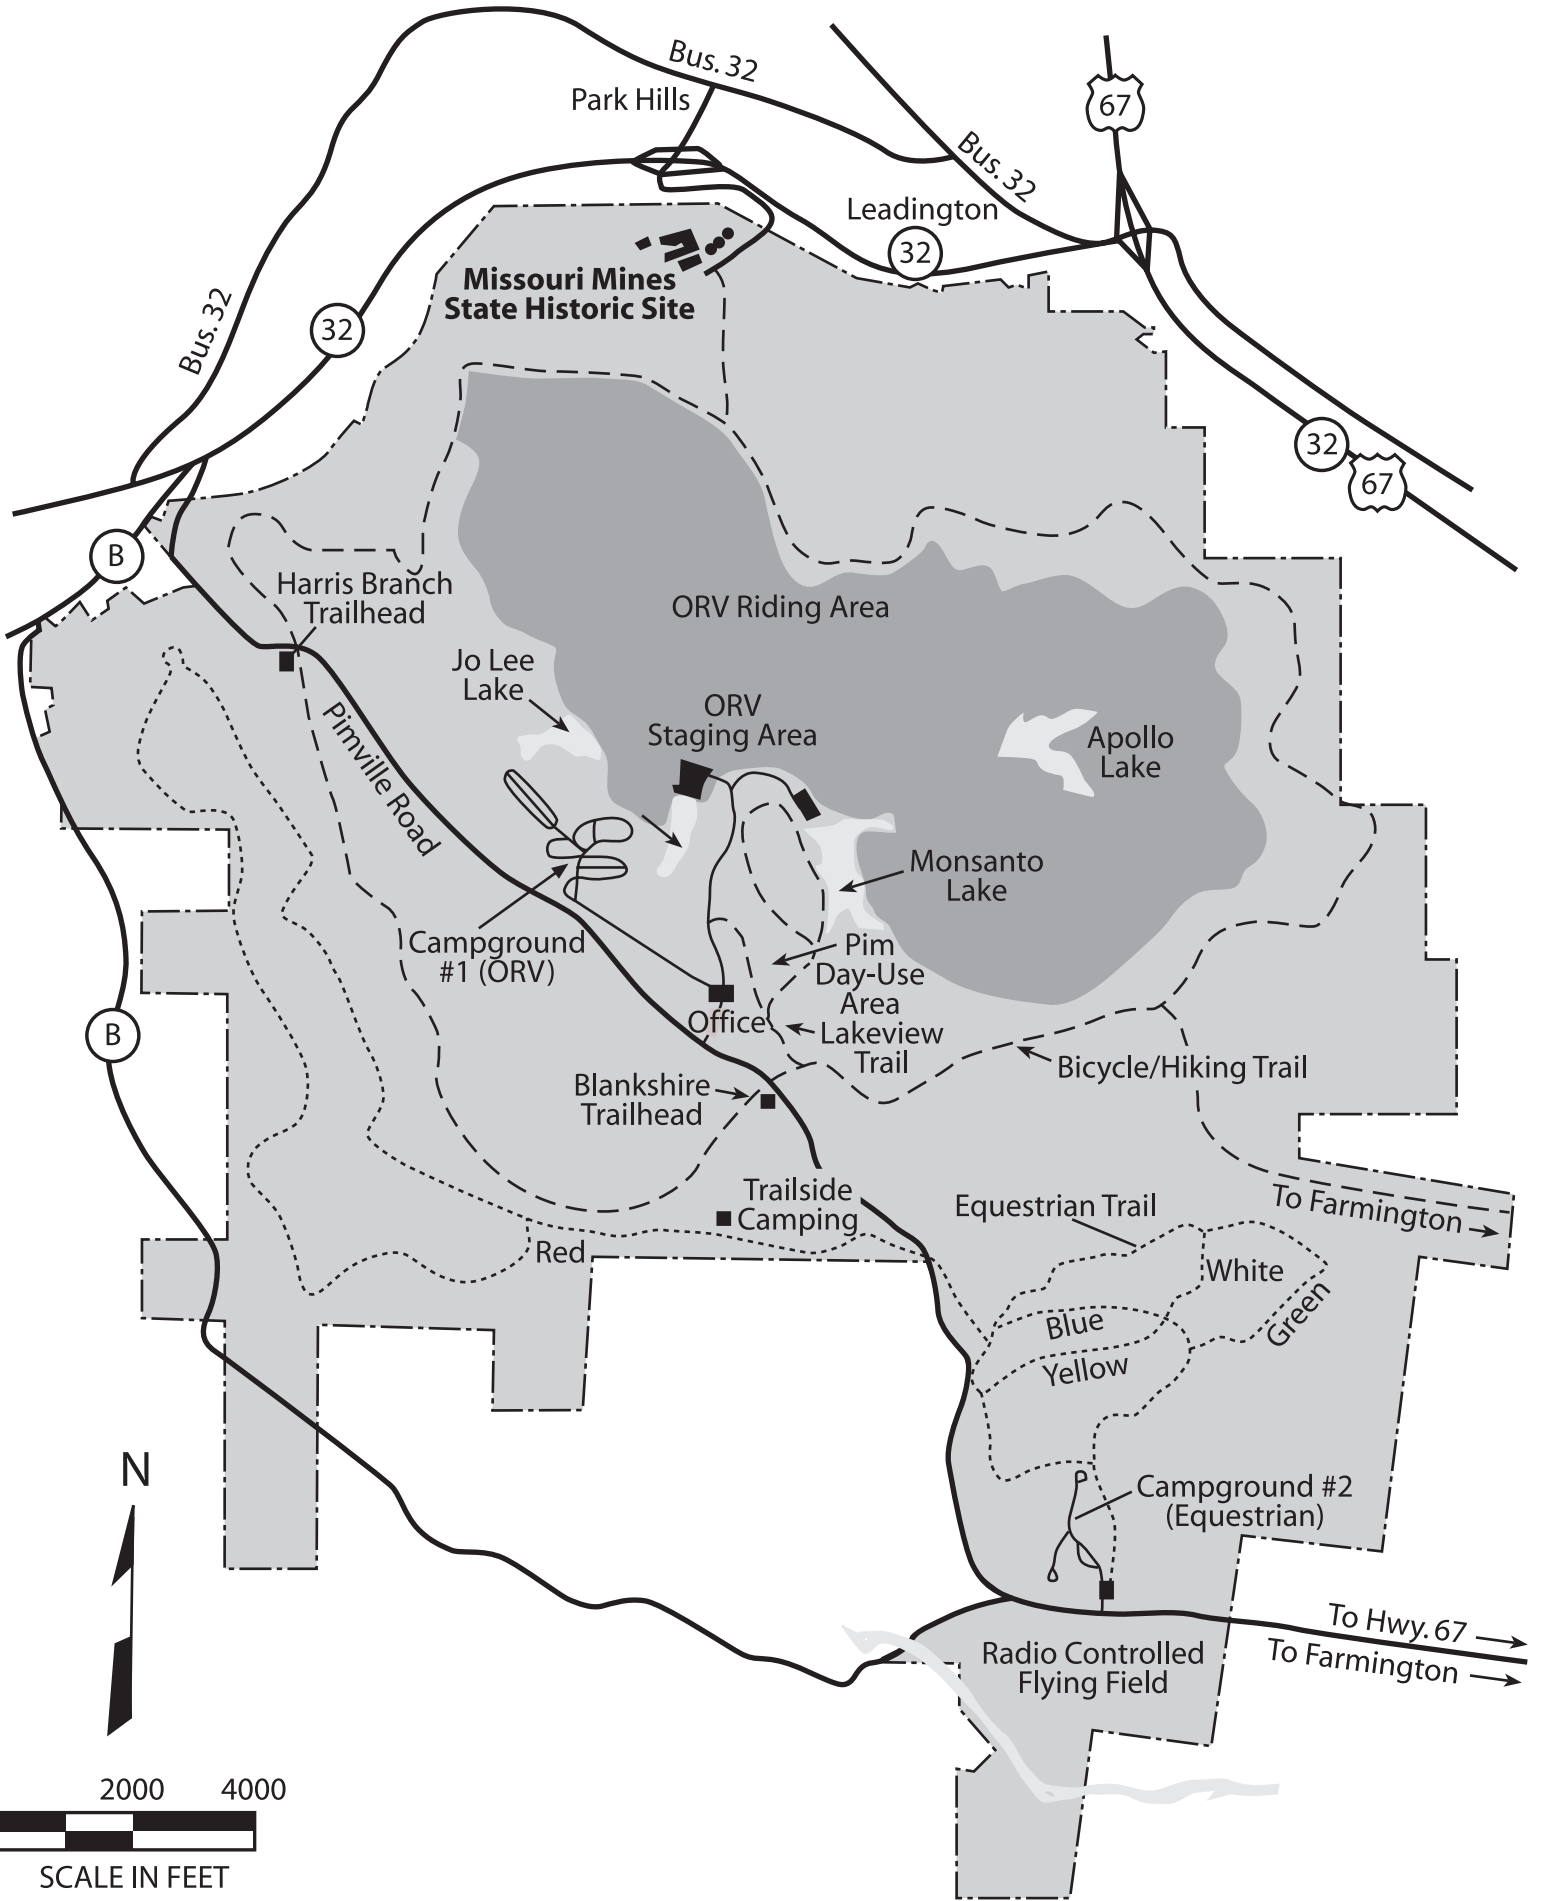 Bus. 32
Park Hills
67
Bus. 32
Leadington
32
Missouri Mines
State Historic Site
Bus. 32
32
32
67
B
Harris Branch
Trailhead
ORV Riding Area
Jo Lee
Lake
ORV
Staging Area
Apollo
Lake
Pimville Road
Monsanto
Lake
Campground
#1 (ORV)
Pim
Day-Use
Area
Office
Lakeview
Trail
B
Bicycle/Hiking Trail
Blankshire
Trailhead
Trailside
Camping
Equestrian Trail
To Farmington
Red
White
Green
Blue
Yellow
N
Campground #2
(Equestrian)
To Hwy. 67
To Farmington
Radio Controlled
Flying Field
2000 4000
SCALE IN FEET